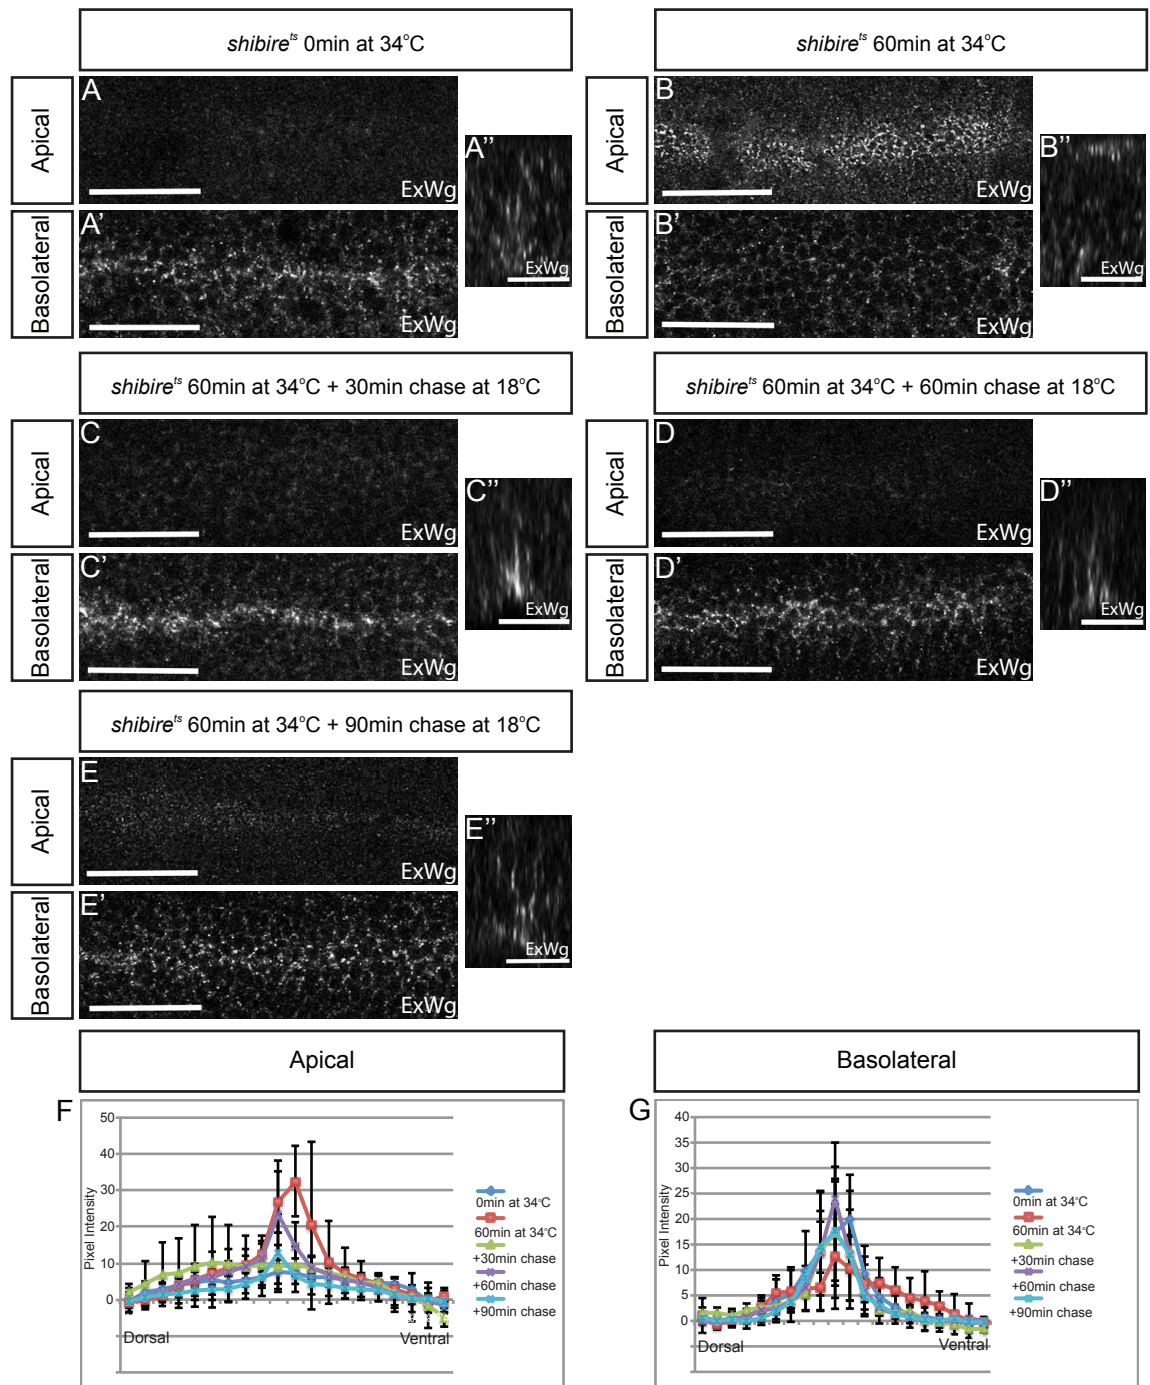 shibire^ts 0min at 34°C
shibire^ts 60min at 34°C
Apical
A
ExWg
Basolateral
A'
ExWg
A''
ExWg
Apical
B
Basolateral
B'
ExWg
B''
ExWg
shibire^ts 60min at 34°C + 30min chase at 18°C
shibire^ts 60min at 34°C + 60min chase at 18°C
Apical
C
ExWg
Basolateral
C'
ExWg
C''
ExWg
Apical
D
ExWg
Basolateral
D'
ExWg
D''
ExWg
shibire^ts 60min at 34°C + 90min chase at 18°C
Apical
E
ExWg
Basolateral
E'
ExWg
E''
ExWg
Apical
F
Pixel Intensity
50
40
30
20
10
0
Dorsal
Ventral
0min at 34°C
60min at 34°C
+30min chase
+60min chase
+90min chase
Basolateral
G
Pixel Intensity
40
35
30
25
20
15
10
5
0
Dorsal
Ventral
0min at 34°C
60min at 34°C
+30min chase
+60min chase
+90min chase